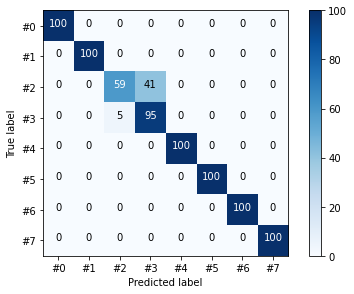 #0 100 0 0 0 0 0 0 0
#1 0 100 0 0 0 0 0 0
#2 0 0 59 41 0 0 0 0
#3 0 0 5 95 0 0 0 0
#4 0 0 0 0 100 0 0 0
#5 0 0 0 0 0 100 0 0
#6 0 0 0 0 0 0 100 0
#7 0 0 0 0 0 0 0 100
#0 #1 #2 #3 #4 #5 #6 #7
True label
Predicted label
100
80
60
40
20
0